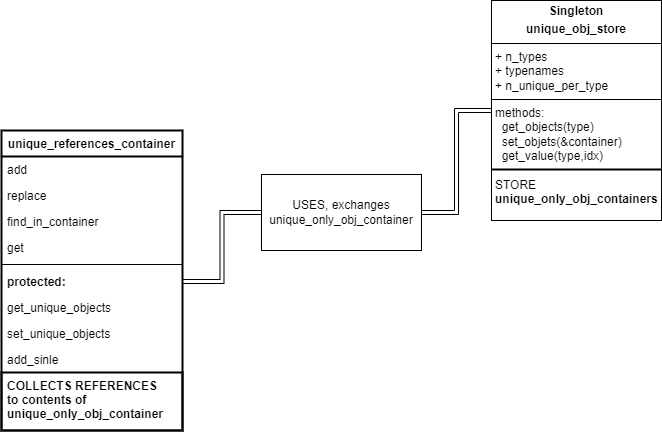 Singleton
unique_obj_store
+ n_types
+ typenames
+ n_unique_per_type
methods:
get_objects(type)
set_objets(&container)
get_value(type,idx)
STORE
unique_only_obj_containers
unique_references_container
add
replace
find_in_container
get
protected:
get_unique_objects
set_unique_objects
add_sinle
COLLECTS REFERENCES
to contents of
unique_only_obj_container
USES, exchanges
unique_only_obj_container